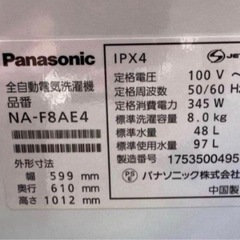 Panasonic
全自動電気洗濯機
品番
NA-F8AE4
外形寸法
幅 599 mm
奥行 610 mm
高さ 1012 mm
IPX4
JET
定格電圧 100 V
定格周波数 50/60
定格消費電力 345 W
標準洗濯容量 8.0 kg
標準水量 48 L
標準使用水量 97 L
製造番号 1753500495
PS E パナソニック株式会
中国製